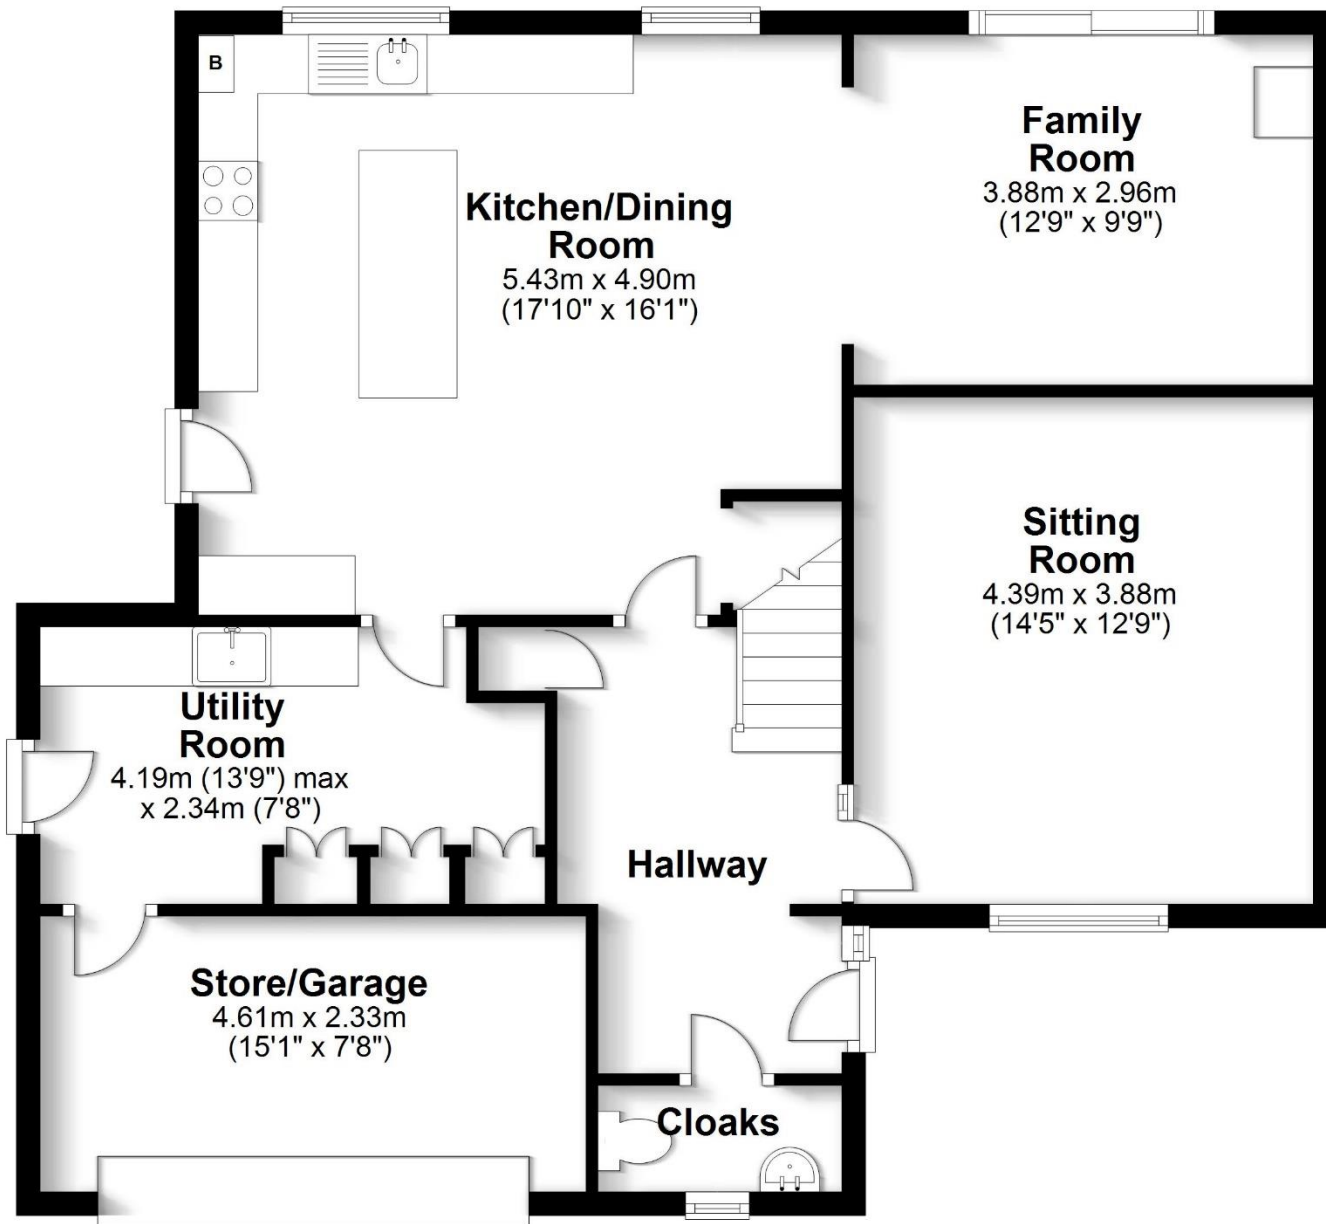 B
Family
Room
3.88m x 2.96m
(12'9" x 9'9")
Kitchen/Dining
Room
5.43m x 4.90m
(17'10" x 16'1")
Sitting
Room
4.39m x 3.88m
(14'5" x 12'9")
Utility
Room
4.19m (13'9") max
x 2.34m (7'8")
Hallway
Store/Garage
4.61m x 2.33m
(15'1" x 7'8")
Cloaks